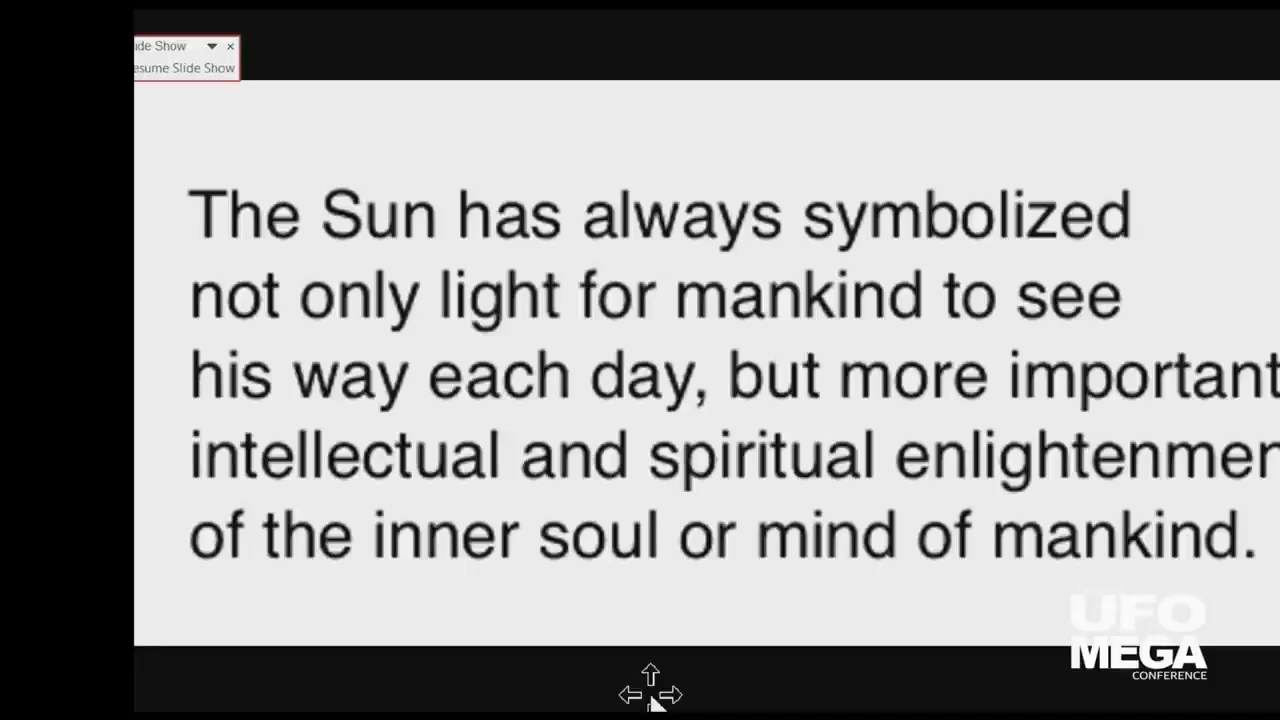 ide Show
esume Slide Show
The Sun has always symbolized
not only light for mankind to see
his way each day, but more important
intellectual and spiritual enlightenmen
of the inner soul or mind of mankind.
UFO
MEGA
CONFERENCE